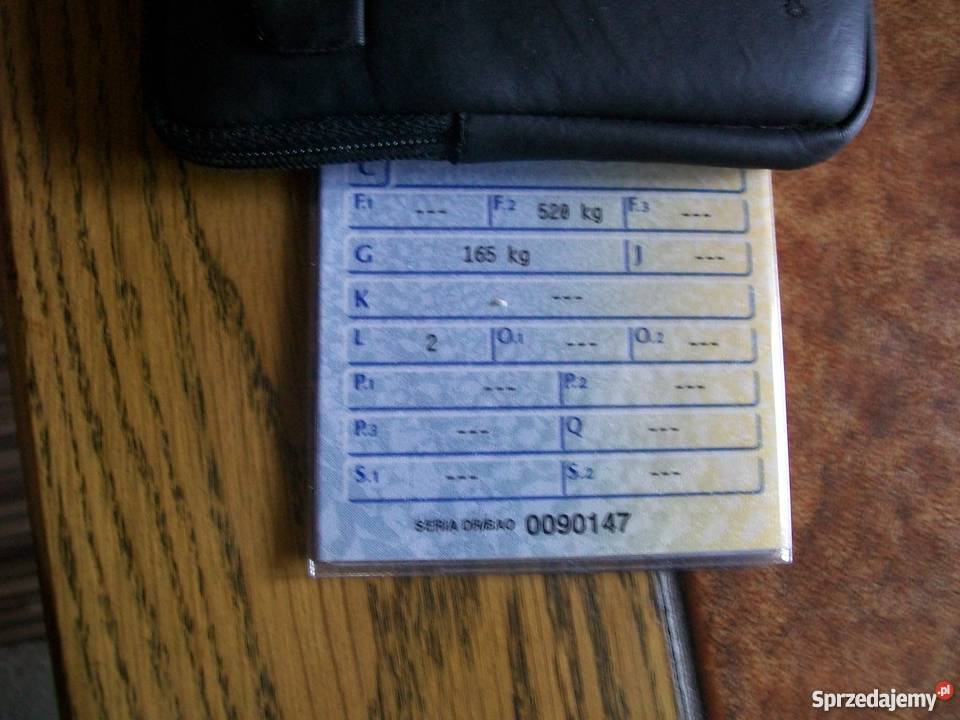 C
F.1 --- F.2 520 kg F.3 ---
G 165 kg J ---
K ---
L 2 O.1 --- O.2 ---
P.1 --- P.2 ---
P.3 --- Q ---
S.1 --- S.2 ---
SERIA DR/BAO 0090147
Sprzedajemy.pl